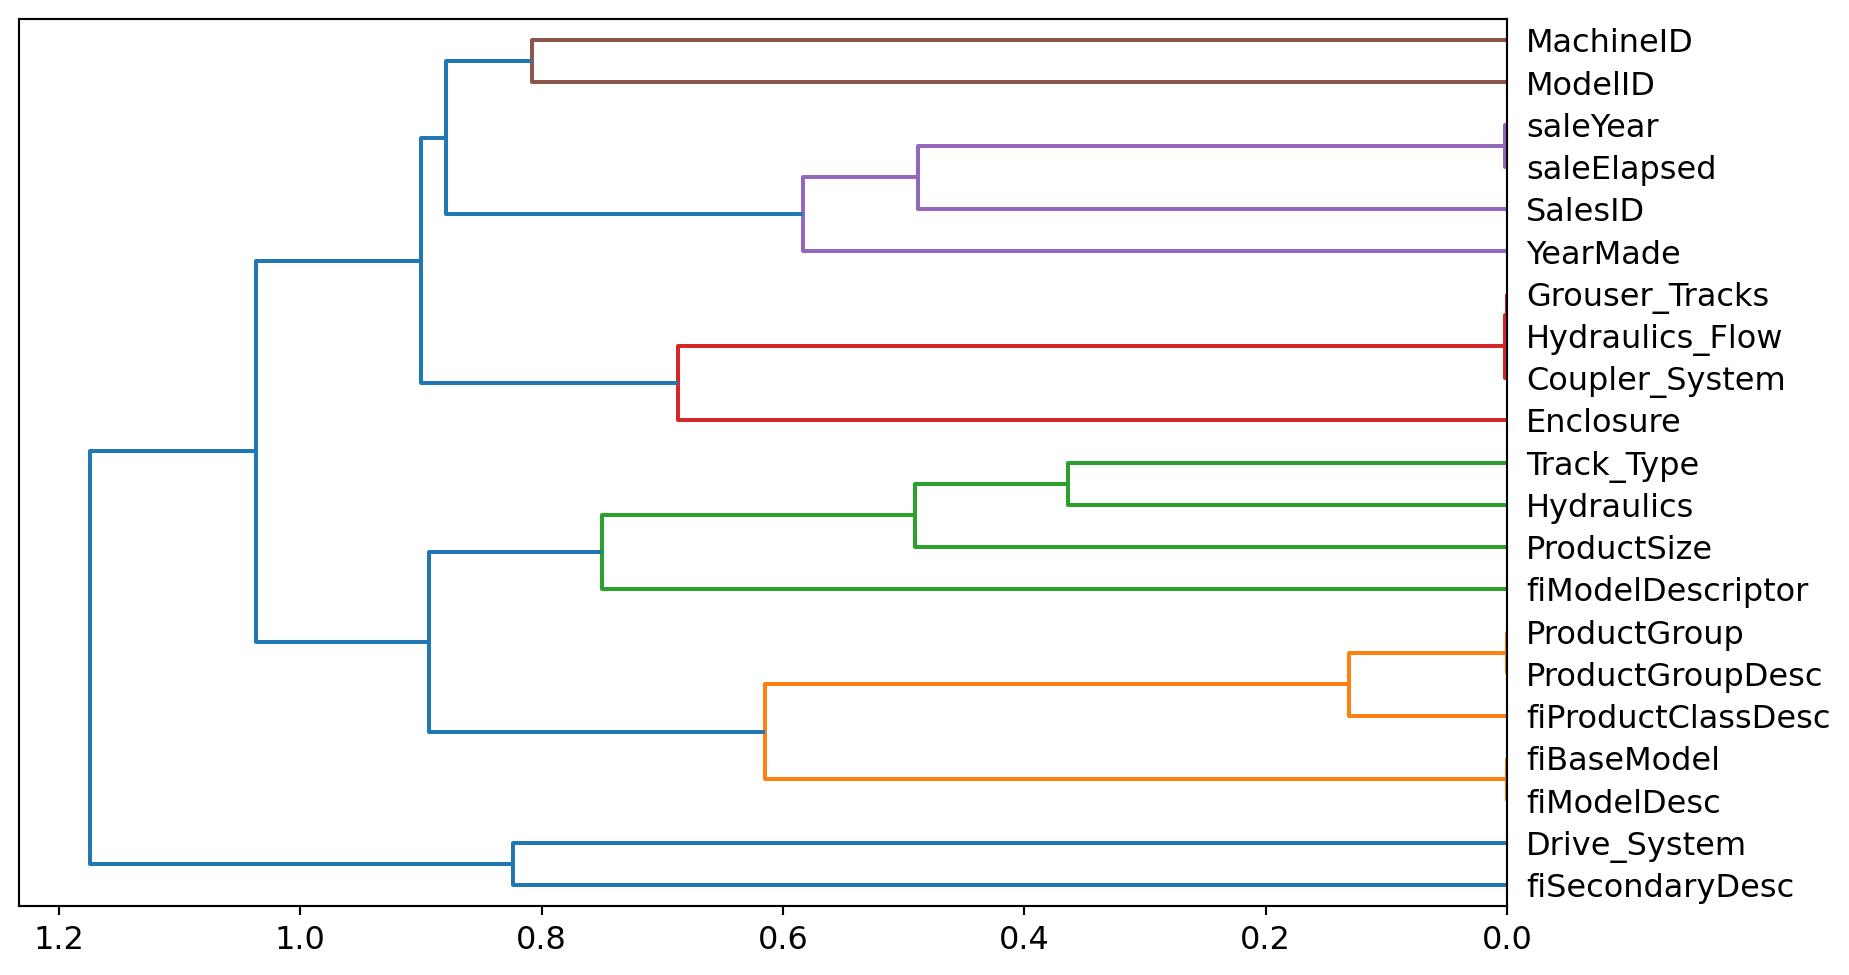 MachineID
ModelID
saleYear
saleElapsed
SalesID
YearMade
Grouser_Tracks
Hydraulics_Flow
Coupler_System
Enclosure
Track_Type
Hydraulics
ProductSize
fiModelDescriptor
ProductGroup
ProductGroupDesc
fiProductClassDesc
fiBaseModel
fiModelDesc
Drive_System
fiSecondaryDesc
1.2 1.0 0.8 0.6 0.4 0.2 0.0